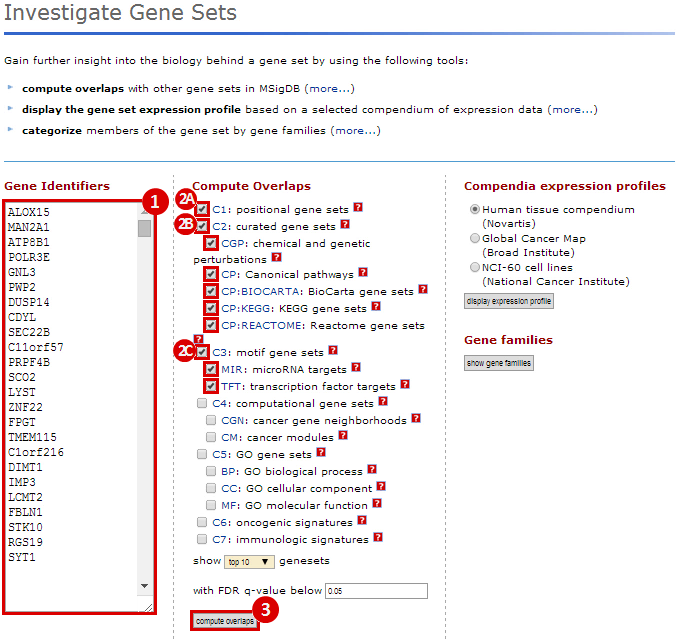 Investigate Gene Sets
Gain further insight into the biology behind a gene set by using the following tools:
compute overlaps with other gene sets in MSigDB (more...)
display the gene set expression profile based on a selected compendium of expression data (more...)
categorize members of the gene set by gene families (more...)
Gene Identifiers
1
ALOX15
MAN2A1
ATP8B1
POLR3E
GNL3
PWP2
DUSP14
CDYL
SEC22B
C11orf57
PRPF4B
SCO2
LYST
ZNF22
FPGT
TMEM115
C1orf216
DIMT1
IMP3
LCMT2
FBLN1
STK10
RGS19
SYT1
Compute Overlaps
2A
C1: positional gene sets ?
2B
C2: curated gene sets ?
CGP: chemical and genetic
perturbations ?
CP: Canonical pathways ?
CP:BIOCARTA: BioCarta gene sets ?
CP:KEGG: KEGG gene sets ?
CP:REACTOME: Reactome gene sets
?
2C
C3: motif gene sets ?
MIR: microRNA targets ?
TFT: transcription factor targets ?
C4: computational gene sets ?
CGN: cancer gene neighborhoods ?
CM: cancer modules ?
C5: GO gene sets ?
BP: GO biological process ?
CC: GO cellular component ?
MF: GO molecular function ?
C6: oncogenic signatures ?
C7: immunologic signatures ?
show top 10 genesets
with FDR q-value below 0.05
3
compute overlaps
Compendia expression profiles
Human tissue compendium
(Novartis)
Global Cancer Map
(Broad Institute)
NCI-60 cell lines
(National Cancer Institute)
display expression profile
Gene families
show gene families